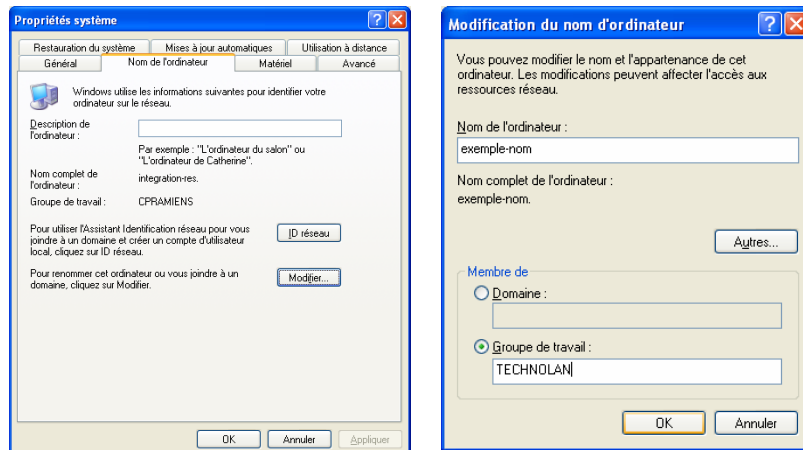 Propriétés système
Restauration du système
Mises à jour automatiques
Utilisation à distance
Général
Nom de l'ordinateur
Matériel
Avancé
Windows utilise les informations suivantes pour identifier votre
ordinateur sur le réseau.
Description de
l'ordinateur :
Par exemple : "L'ordinateur du salon" ou
"L'ordinateur de Catherine".
Nom complet de
l'ordinateur :
integration-res.
Groupe de travail :
CPRAMIENS
Pour utiliser l'Assistant Identification réseau pour vous
joindre à un domaine et créer un compte d'utilisateur
local, cliquez sur ID réseau.
ID réseau
Pour renommer cet ordinateur ou vous joindre à un
domaine, cliquez sur Modifier.
Modifier...
OK
Annuler
Appliquer
Modification du nom d'ordinateur
Vous pouvez modifier le nom et l'appartenance de cet
ordinateur. Les modifications peuvent affecter l'accès aux
ressources réseau.
Nom de l'ordinateur :
exemple-nom
Nom complet de l'ordinateur :
exemple-nom.
Autres...
Membre de
Domaine :
Groupe de travail :
TECHNOLAN
OK
Annuler